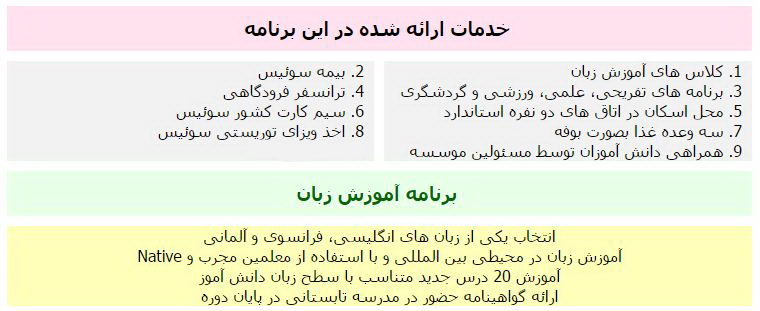 خدمات ارائه شده در این برنامه
1. کلاس های آموزش زبان
2. بیمه سوئیس
3. برنامه های تفریحی، علمی، ورزشی و گردشگری
4. ترانسفر فرودگاهی
5. محل اسکان در اتاق های دو نفره استاندارد
6. سیم کارت کشور سوئیس
7. سه وعده غذا بصورت بوفه
8. اخذ ویزای توریستی سوئیس
9. همراهی دانش آموزان توسط مسئولین موسسه
برنامه آموزش زبان
انتخاب یکی از زبان های انگلیسی، فرانسوی و آلمانی
آموزش زبان در محیطی بین المللی و با استفاده از معلمین مجرب و Native
آموزش 20 درس جدید متناسب با سطح زبان دانش آموز
ارائه گواهینامه حضور در مدرسه تابستانی در پایان دوره